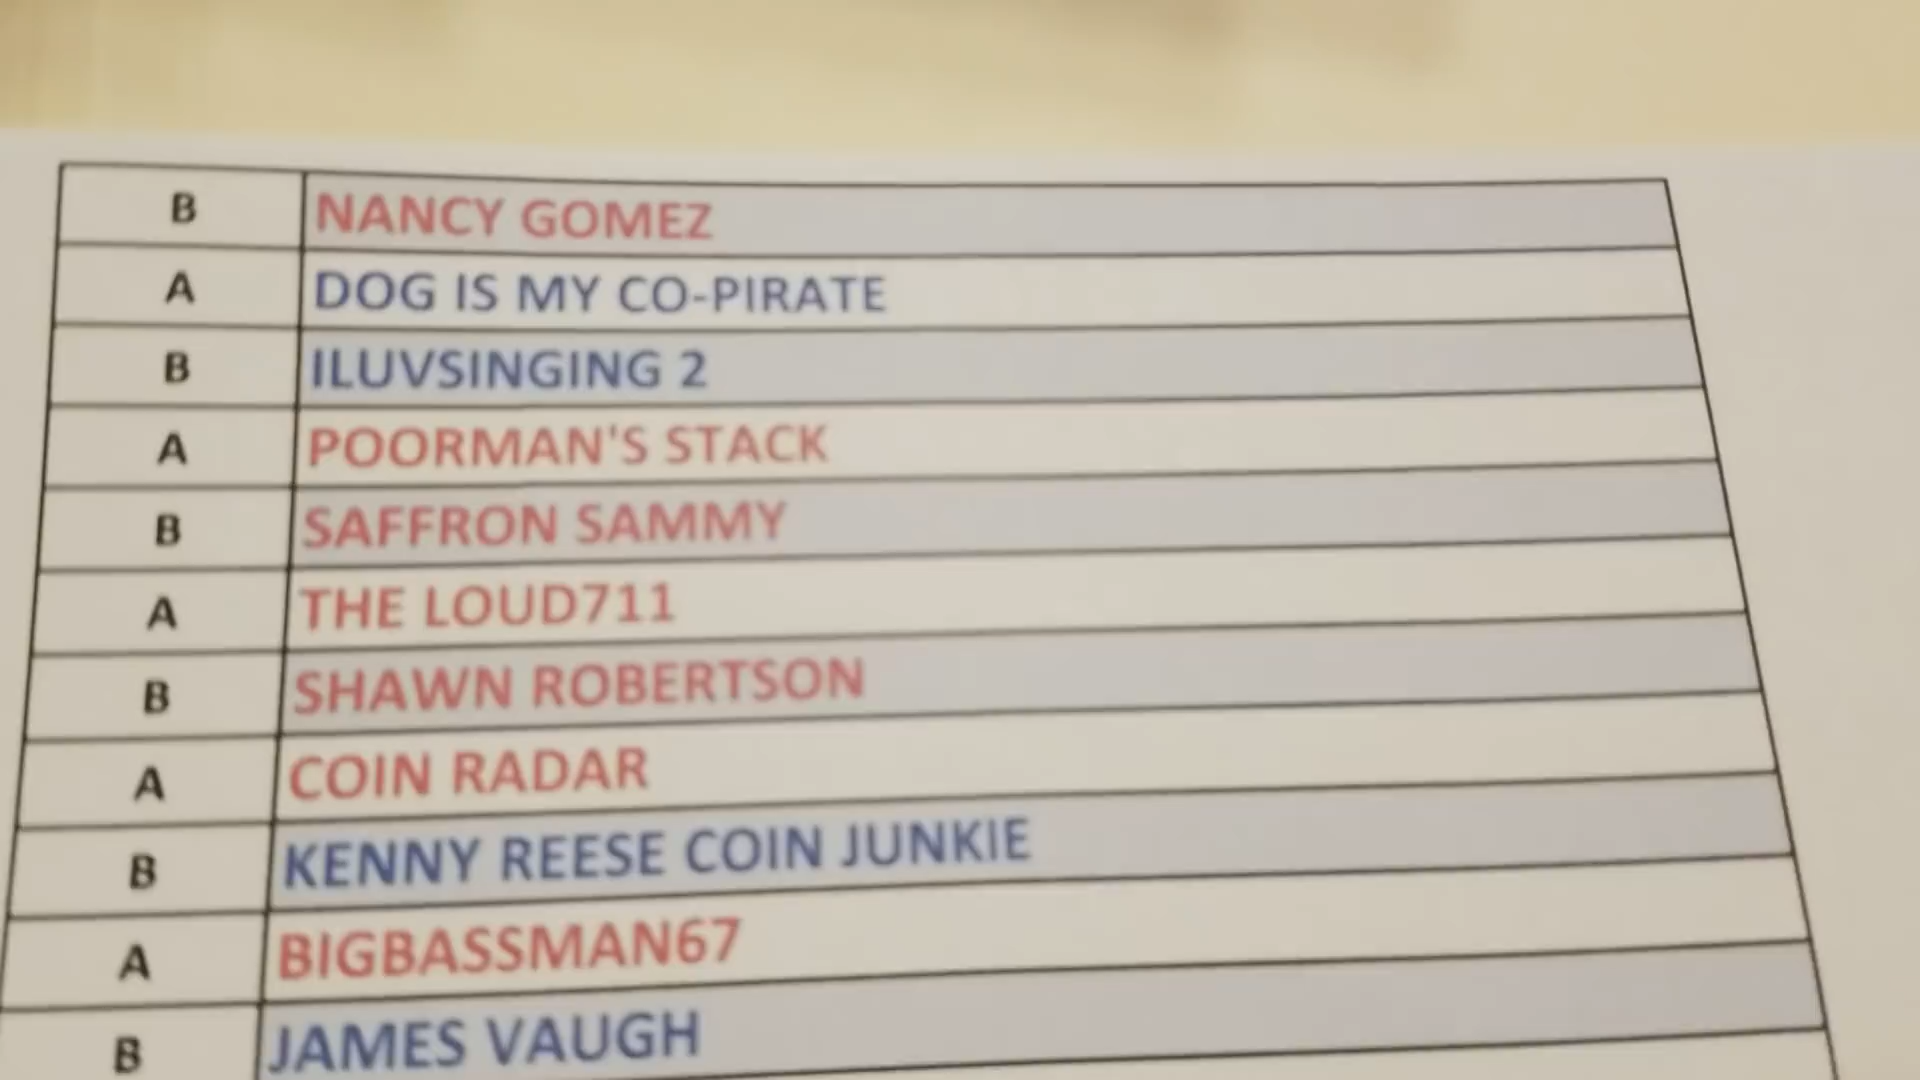 B NANCY GOMEZ
A DOG IS MY CO-PIRATE
B ILUVSINGING 2
A POORMAN'S STACK
B SAFFRON SAMMY
A THE LOUD711
B SHAWN ROBERTSON
A COIN RADAR
B KENNY REESE COIN JUNKIE
A BIGBASSMAN67
B JAMES VAUGH